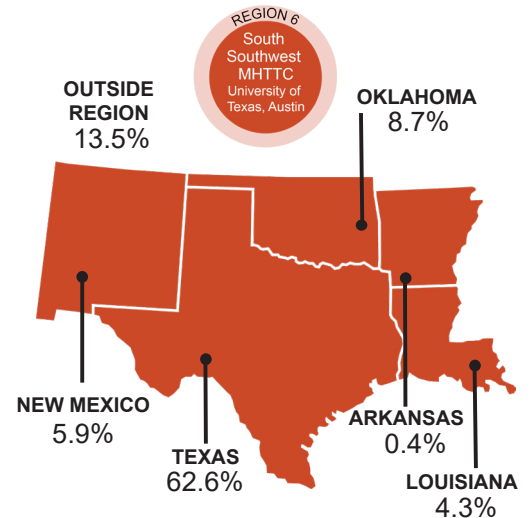 REGION 6
South
Southwest
MHTTC
University of
Texas, Austin
OUTSIDE
REGION
13.5%
OKLAHOMA
8.7%
NEW MEXICO
5.9%
TEXAS
62.6%
ARKANSAS
0.4%
LOUISIANA
4.3%